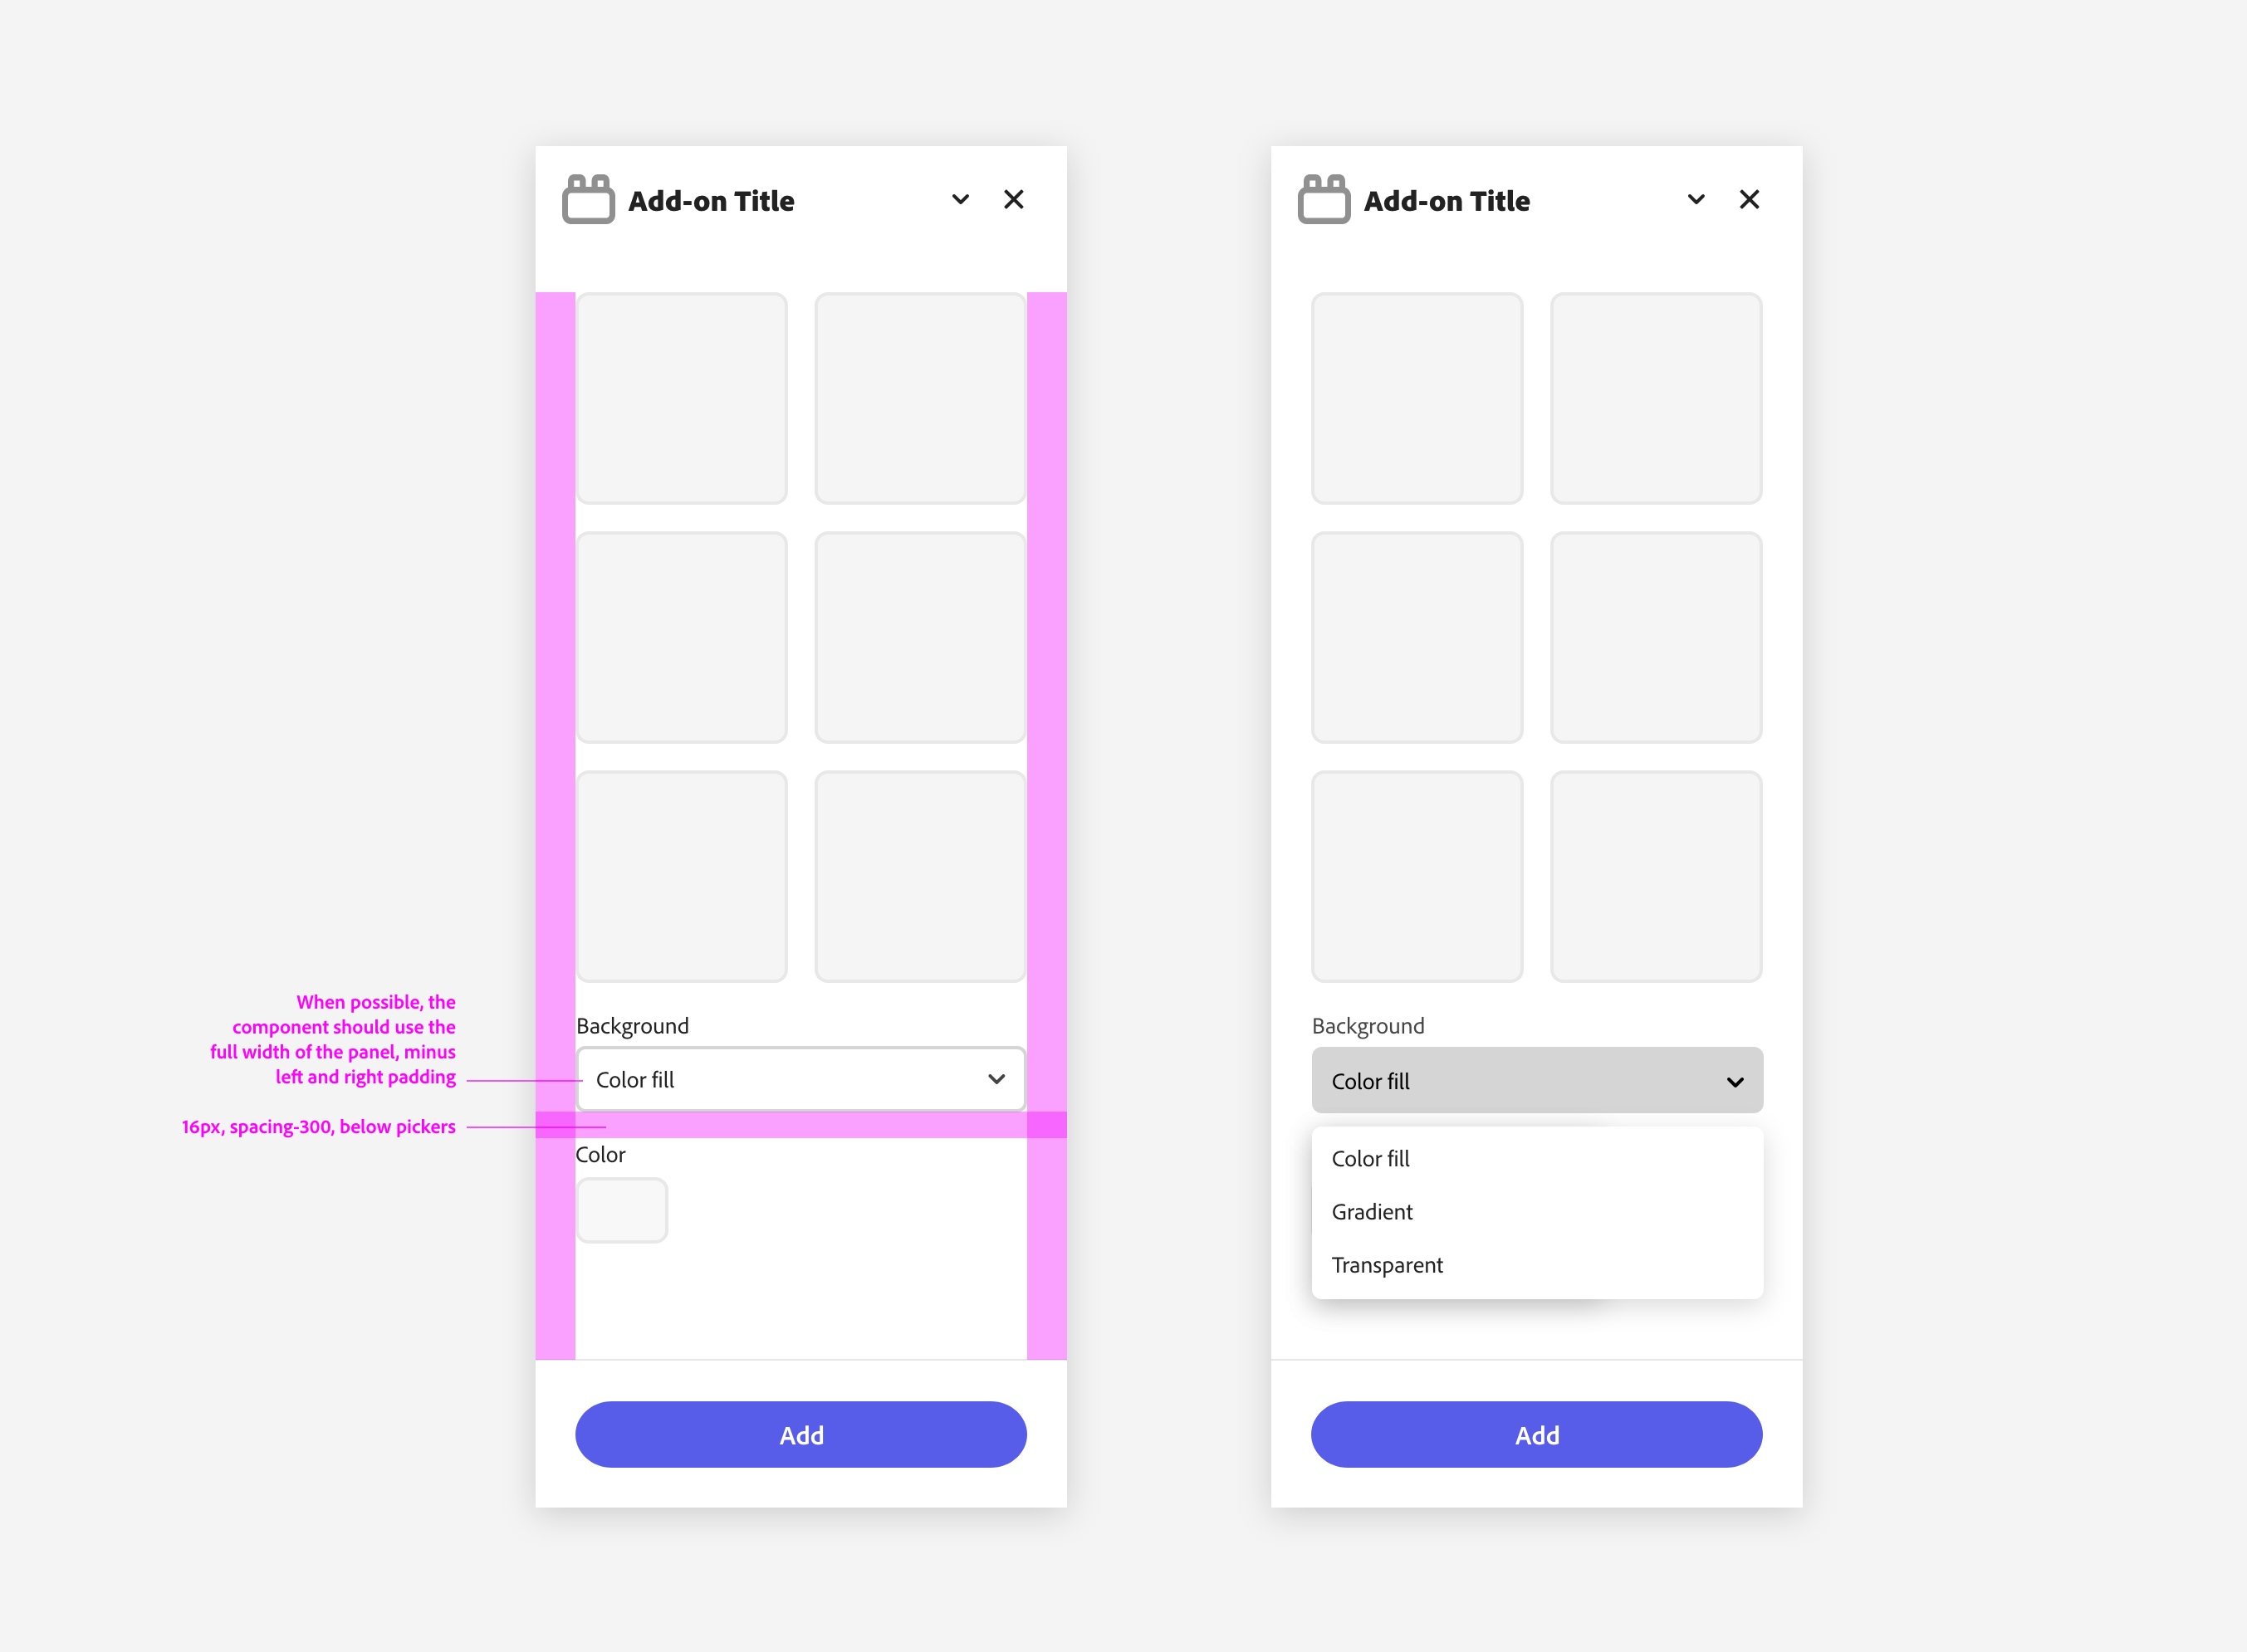 Add-on Title
When possible, the
component should use the
full width of the panel, minus
left and right padding
16px, spacing-300, below pickers
Background
Color fill
Color
Add
Add-on Title
Background
Color fill
Color fill
Gradient
Transparent
Add